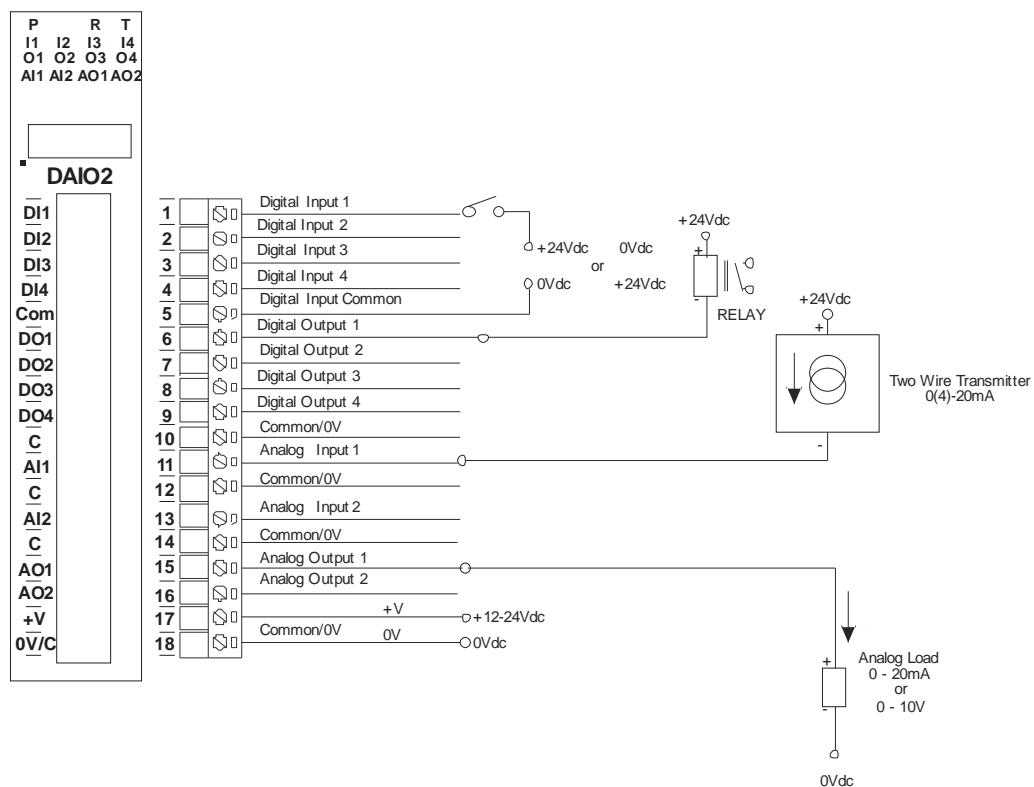 P R T
I1 I2 I3 I4
O1 O2 O3 O4
AI1 AI2 AO1 AO2
DAIO2
DI1
DI2
DI3
DI4
Com
DO1
DO2
DO3
DO4
C
AI1
C
AI2
C
AO1
AO2
+V
0V/C
1 Digital Input 1
2 Digital Input 2
3 Digital Input 3
4 Digital Input 4
5 Digital Input Common
6 Digital Output 1
7 Digital Output 2
8 Digital Output 3
9 Digital Output 4
10 Common/0V
11 Analog Input 1
12 Common/0V
13 Analog Input 2
14 Common/0V
15 Analog Output 1
16 Analog Output 2
17 +V +12-24Vdc
18 Common/0V 0V 0Vdc
+24Vdc 0Vdc
or
0Vdc +24Vdc
+24Vdc
+
-
RELAY
+24Vdc
+
Two Wire Transmitter
0(4)-20mA
-
+
Analog Load
0 - 20mA
or
0 - 10V
-
0Vdc